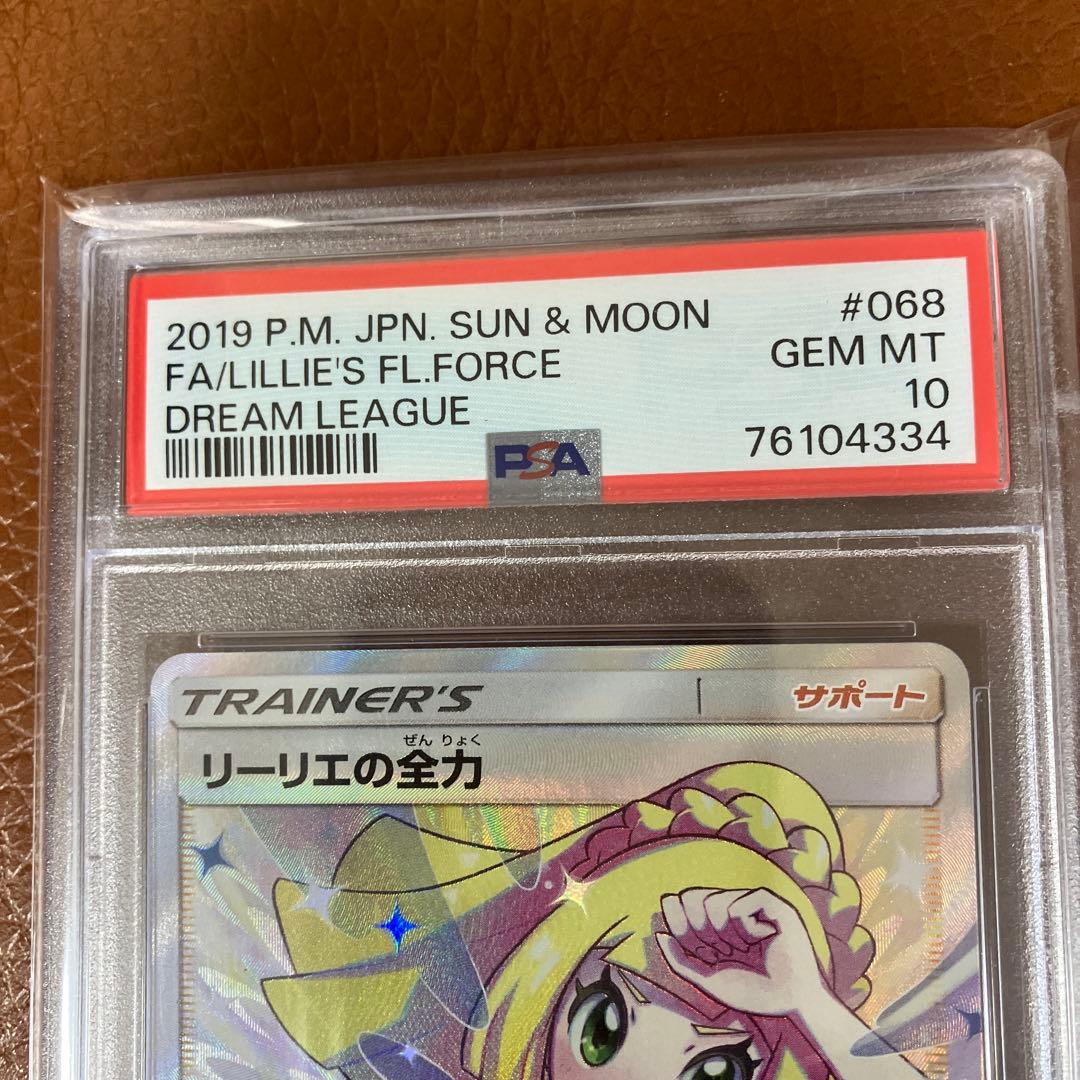 2019 P.M. JPN. SUN & MOON #068
FA/LILLIE'S FL.FORCE GEM MT
DREAM LEAGUE 10
PSA 76104334
TRAINER'S サポート
ぜん りょく
リーリエの全力